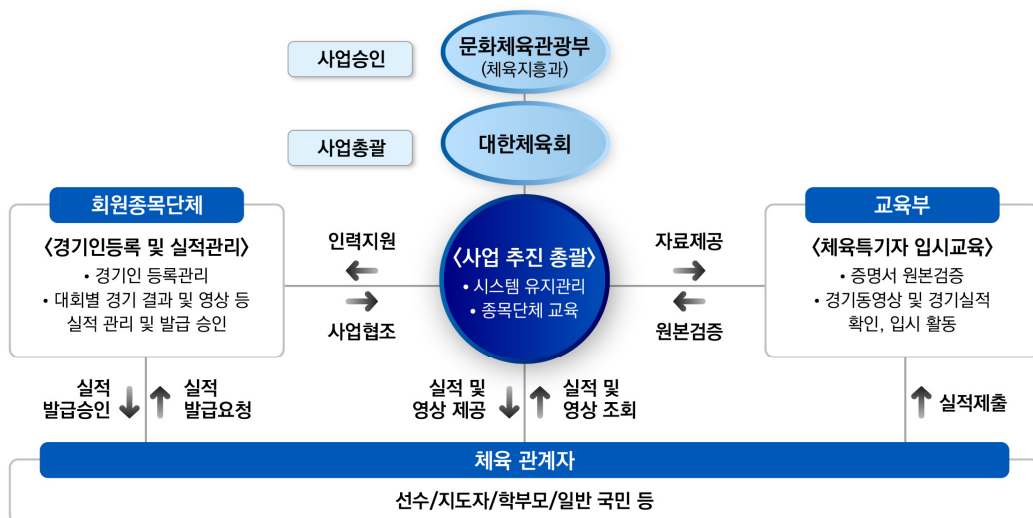 사업승인
문화체육관광부
(체육지흥과)
사업총괄
대한체육회
회원종목단체
〈경기인등록 및 실적관리〉
• 경기인 등록관리
• 대회별 경기 결과 및 영상 등
실적 관리 및 발급 승인
인력지원
사업협조
〈사업 추진 총괄〉
• 시스템 유지관리
• 종목단체 교육
자료제공
원본검증
교육부
〈체육특기자 입시교육〉
• 증명서 원본검증
• 경기동영상 및 경기실적
확인, 입시 활동
실적
발급승인
실적
발급요청
실적 및
영상 제공
실적 및
영상 조회
실적제출
체육 관계자
선수/지도자/학부모/일반 국민 등